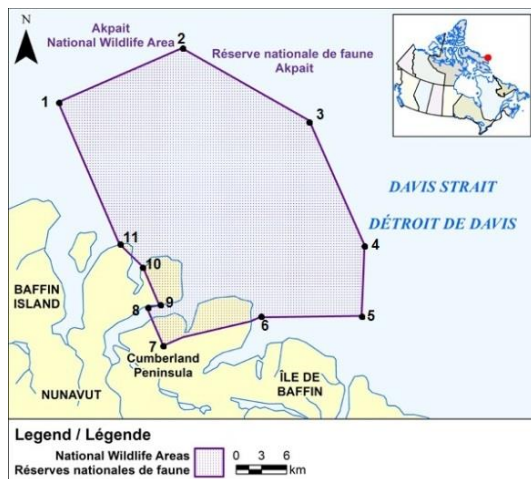 N
Akpait
National Wildlife Area
Réserve nationale de faune
Akpait
1
2
3
4
5
6
7
8
9
10
11
DAVIS STRAIT
DÉTROIT DE DAVIS
BAFFIN
ISLAND
Cumberland
Peninsula
NUNAVUT
ÎLE DE
BAFFIN
Legend / Légende
National Wildlife Areas
Réserves nationales de faune
0 3 6
km